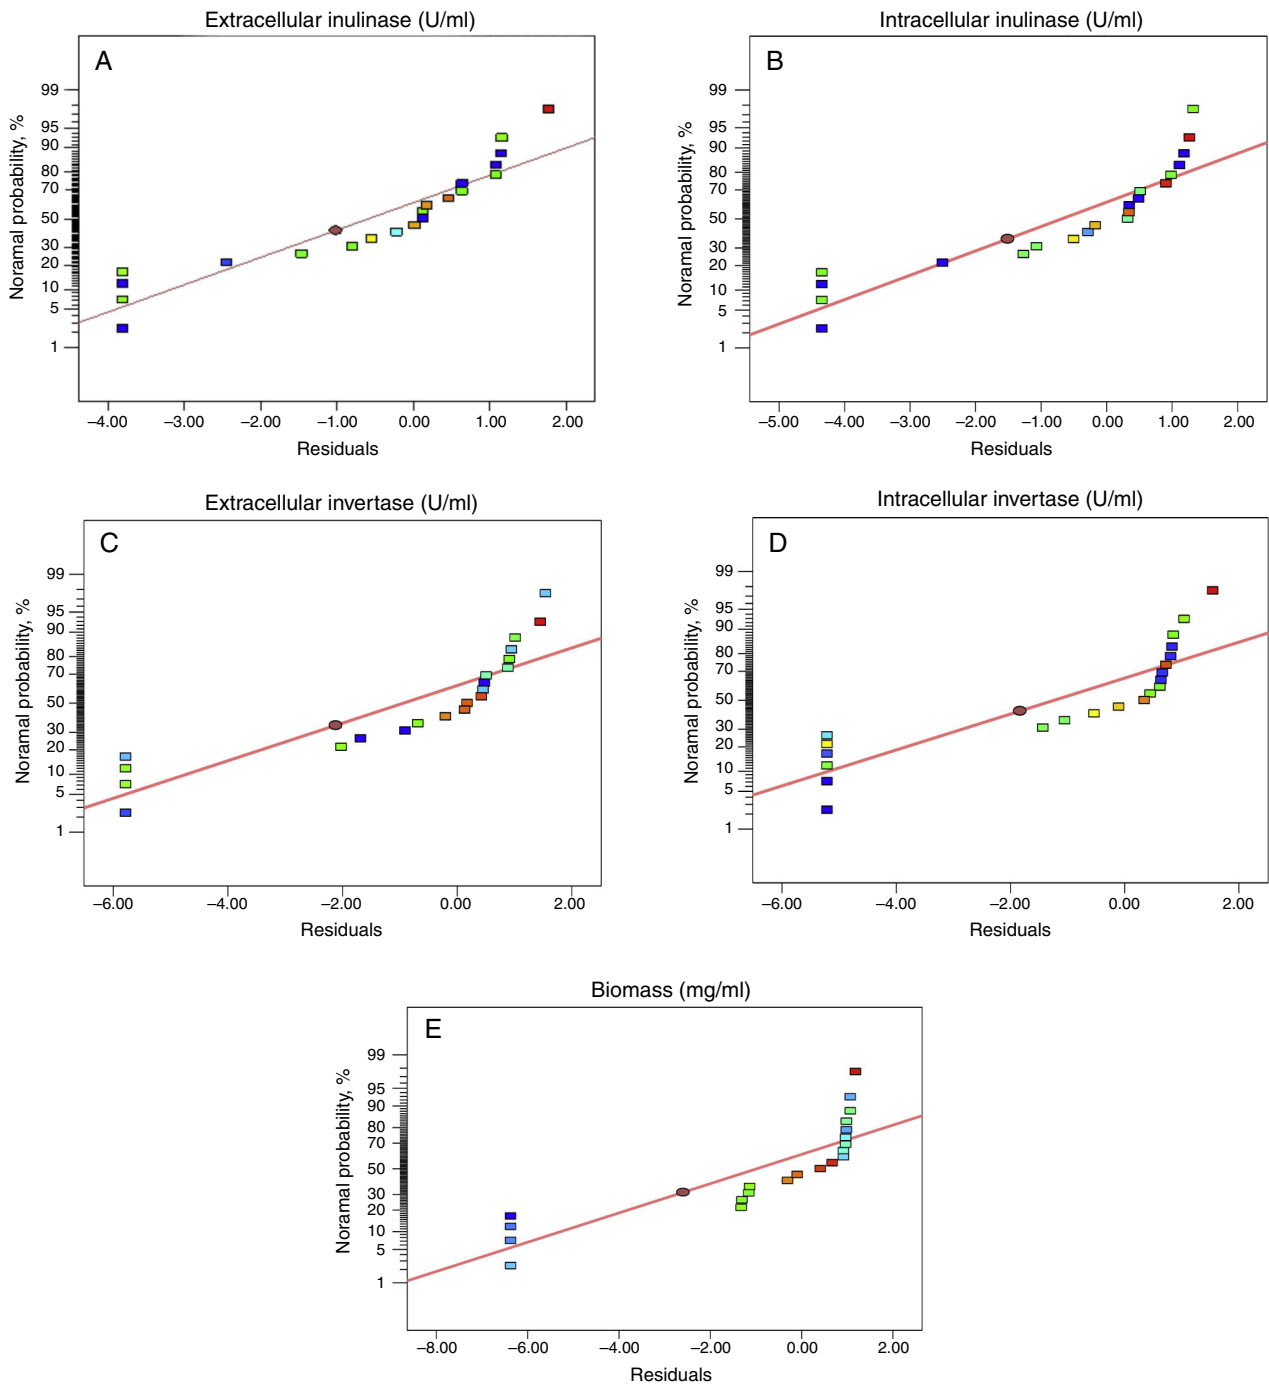 Extracellular inulinase (U/ml)
A
Noramal probability, %
99
95
90
80
70
50
30
20
10
5
1
–4.00 –3.00 –2.00 –1.00 0.00 1.00 2.00
Residuals
Intracellular inulinase (U/ml)
B
Noramal probability, %
99
95
90
80
70
50
30
20
10
5
1
–5.00 –4.00 –3.00 –2.00 –1.00 0.00 1.00 2.00
Residuals
Extracellular invertase (U/ml)
C
Noramal probability, %
99
95
90
80
70
50
30
20
10
5
1
–6.00 –4.00 –2.00 0.00 2.00
Residuals
Intracellular invertase (U/ml)
D
Noramal probability, %
99
95
90
80
70
50
30
20
10
5
1
–6.00 –4.00 –2.00 0.00 2.00
Residuals
Biomass (mg/ml)
E
Noramal probability, %
99
95
90
80
70
50
30
20
10
5
1
–8.00 –6.00 –4.00 –2.00 0.00 2.00
Residuals